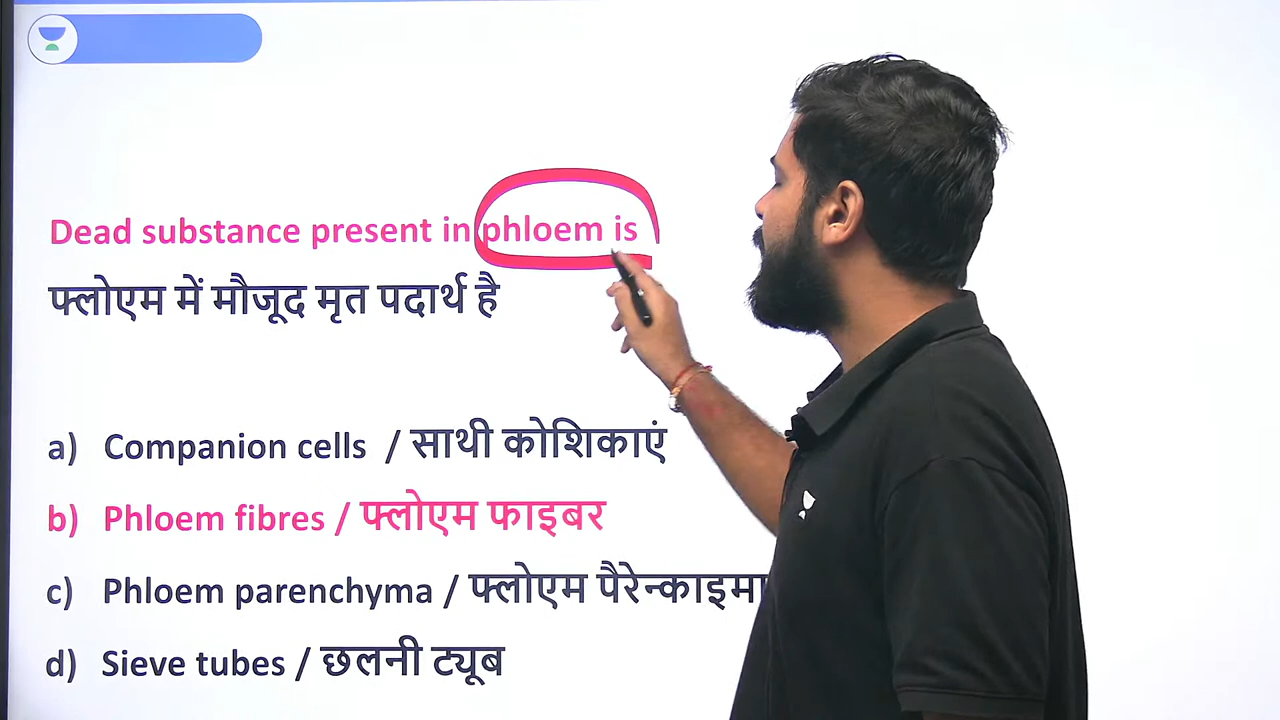 Dead substance present in phloem is
फ्लोएम में मौजूद मृत पदार्थ है
a) Companion cells / साथी कोशिकाएं
b) Phloem fibres / फ्लोएम फाइबर
c) Phloem parenchyma / फ्लोएम पैरेन्काइमा
d) Sieve tubes / छलनी ट्यूब